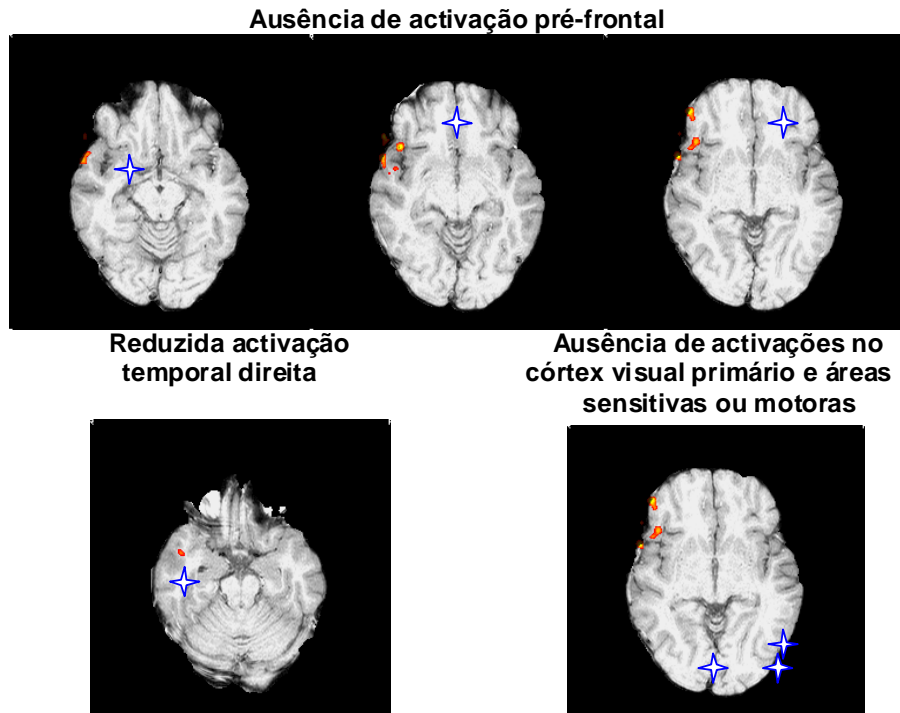 Ausência de activação pré-frontal
Reduzida activação
temporal direita
Ausência de activações no
córtex visual primário e áreas
sensitivas ou motoras